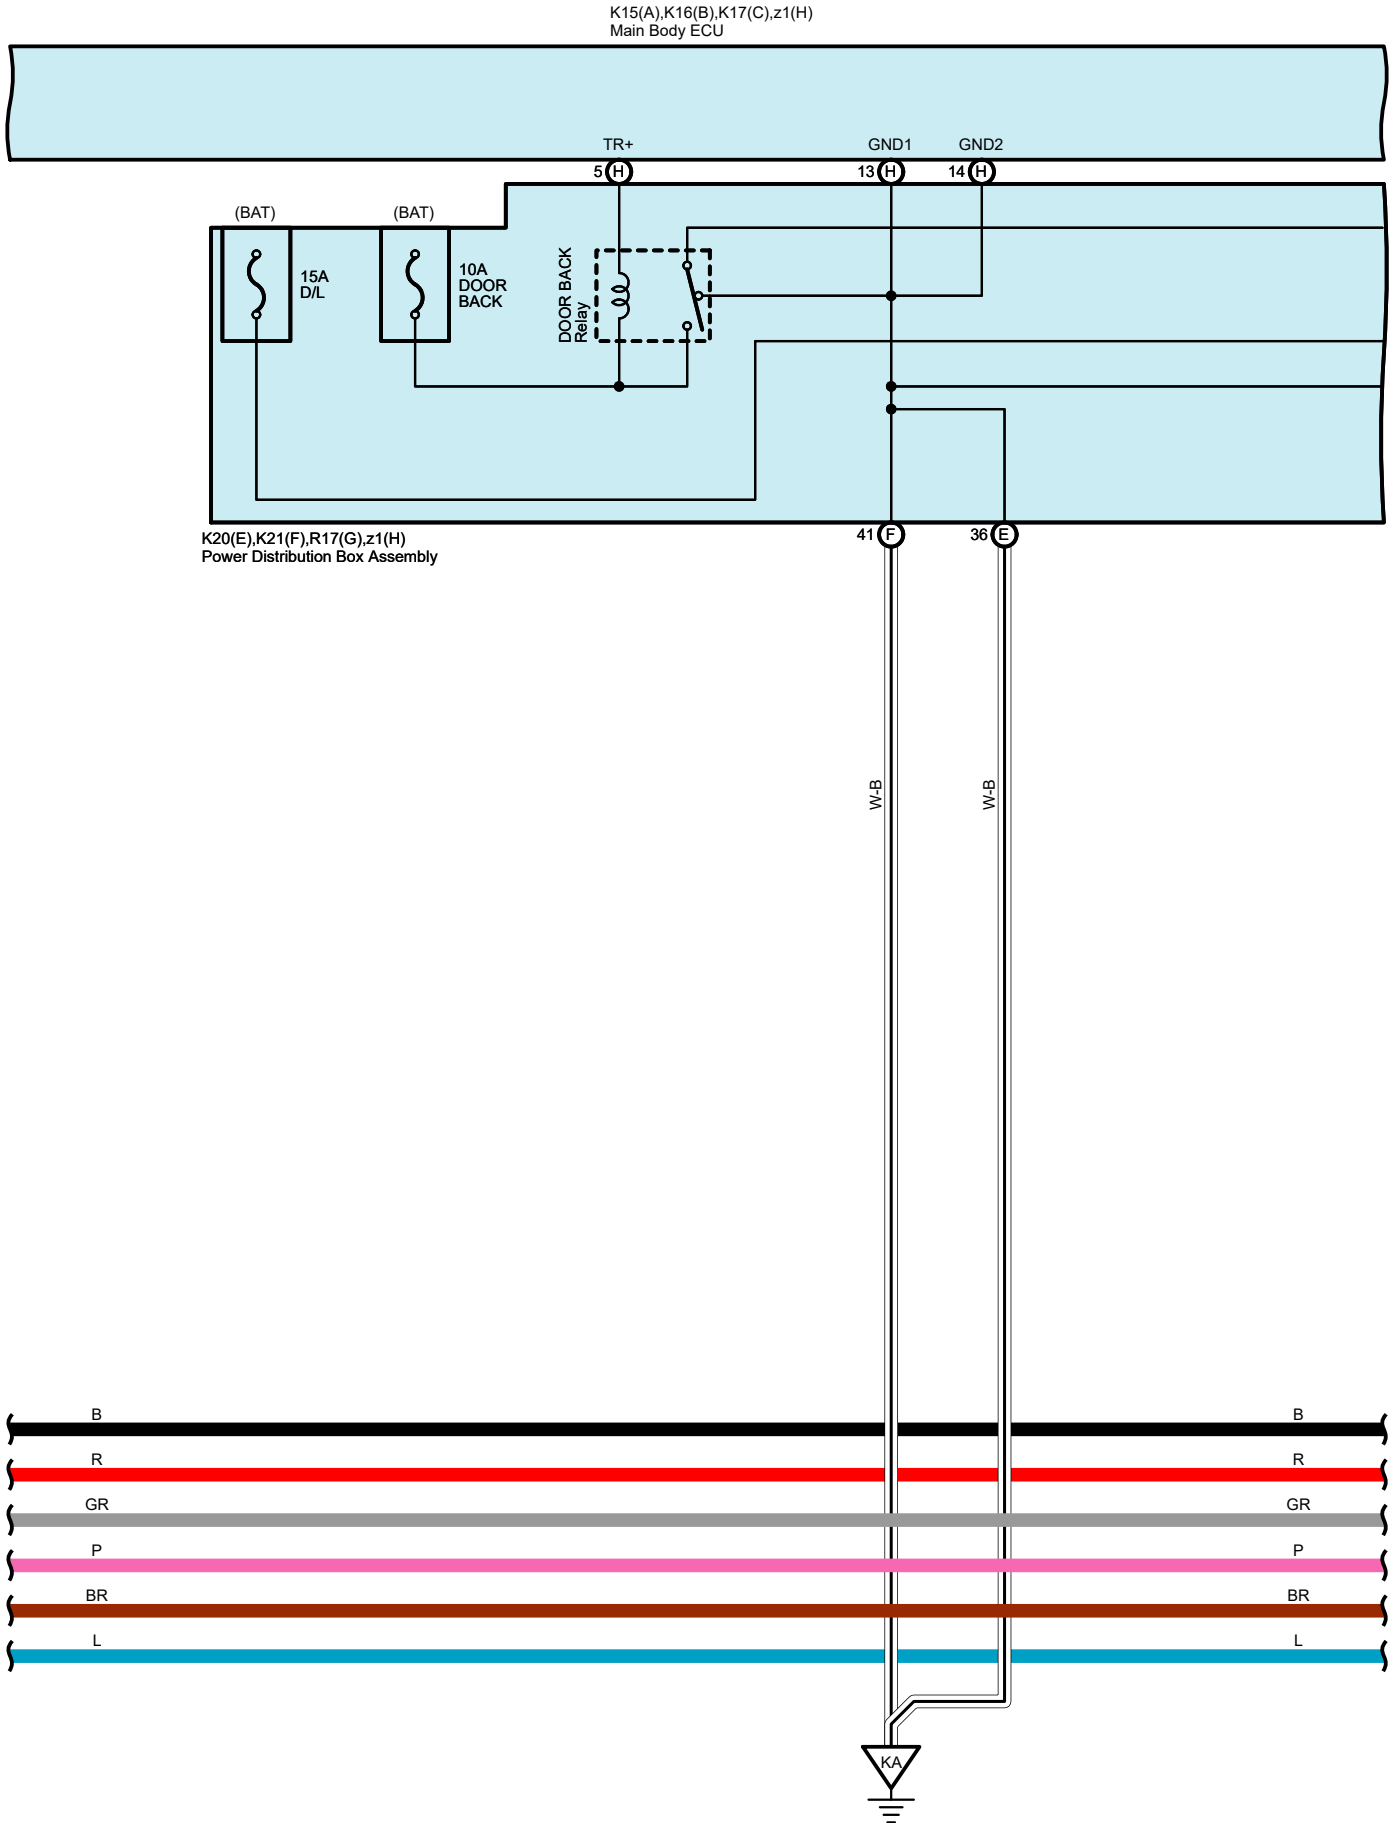 K15(A),K16(B),K17(C),z1(H)
Main Body ECU
TR+
GND1
GND2
5 H
13 H
14 H
(BAT)
(BAT)
15A
D/L
10A
DOOR
BACK
DOOR BACK
Relay
41 F
36 E
K20(E),K21(F),R17(G),z1(H)
Power Distribution Box Assembly
W-B
W-B
B
B
R
R
GR
GR
P
P
BR
BR
L
L
KA